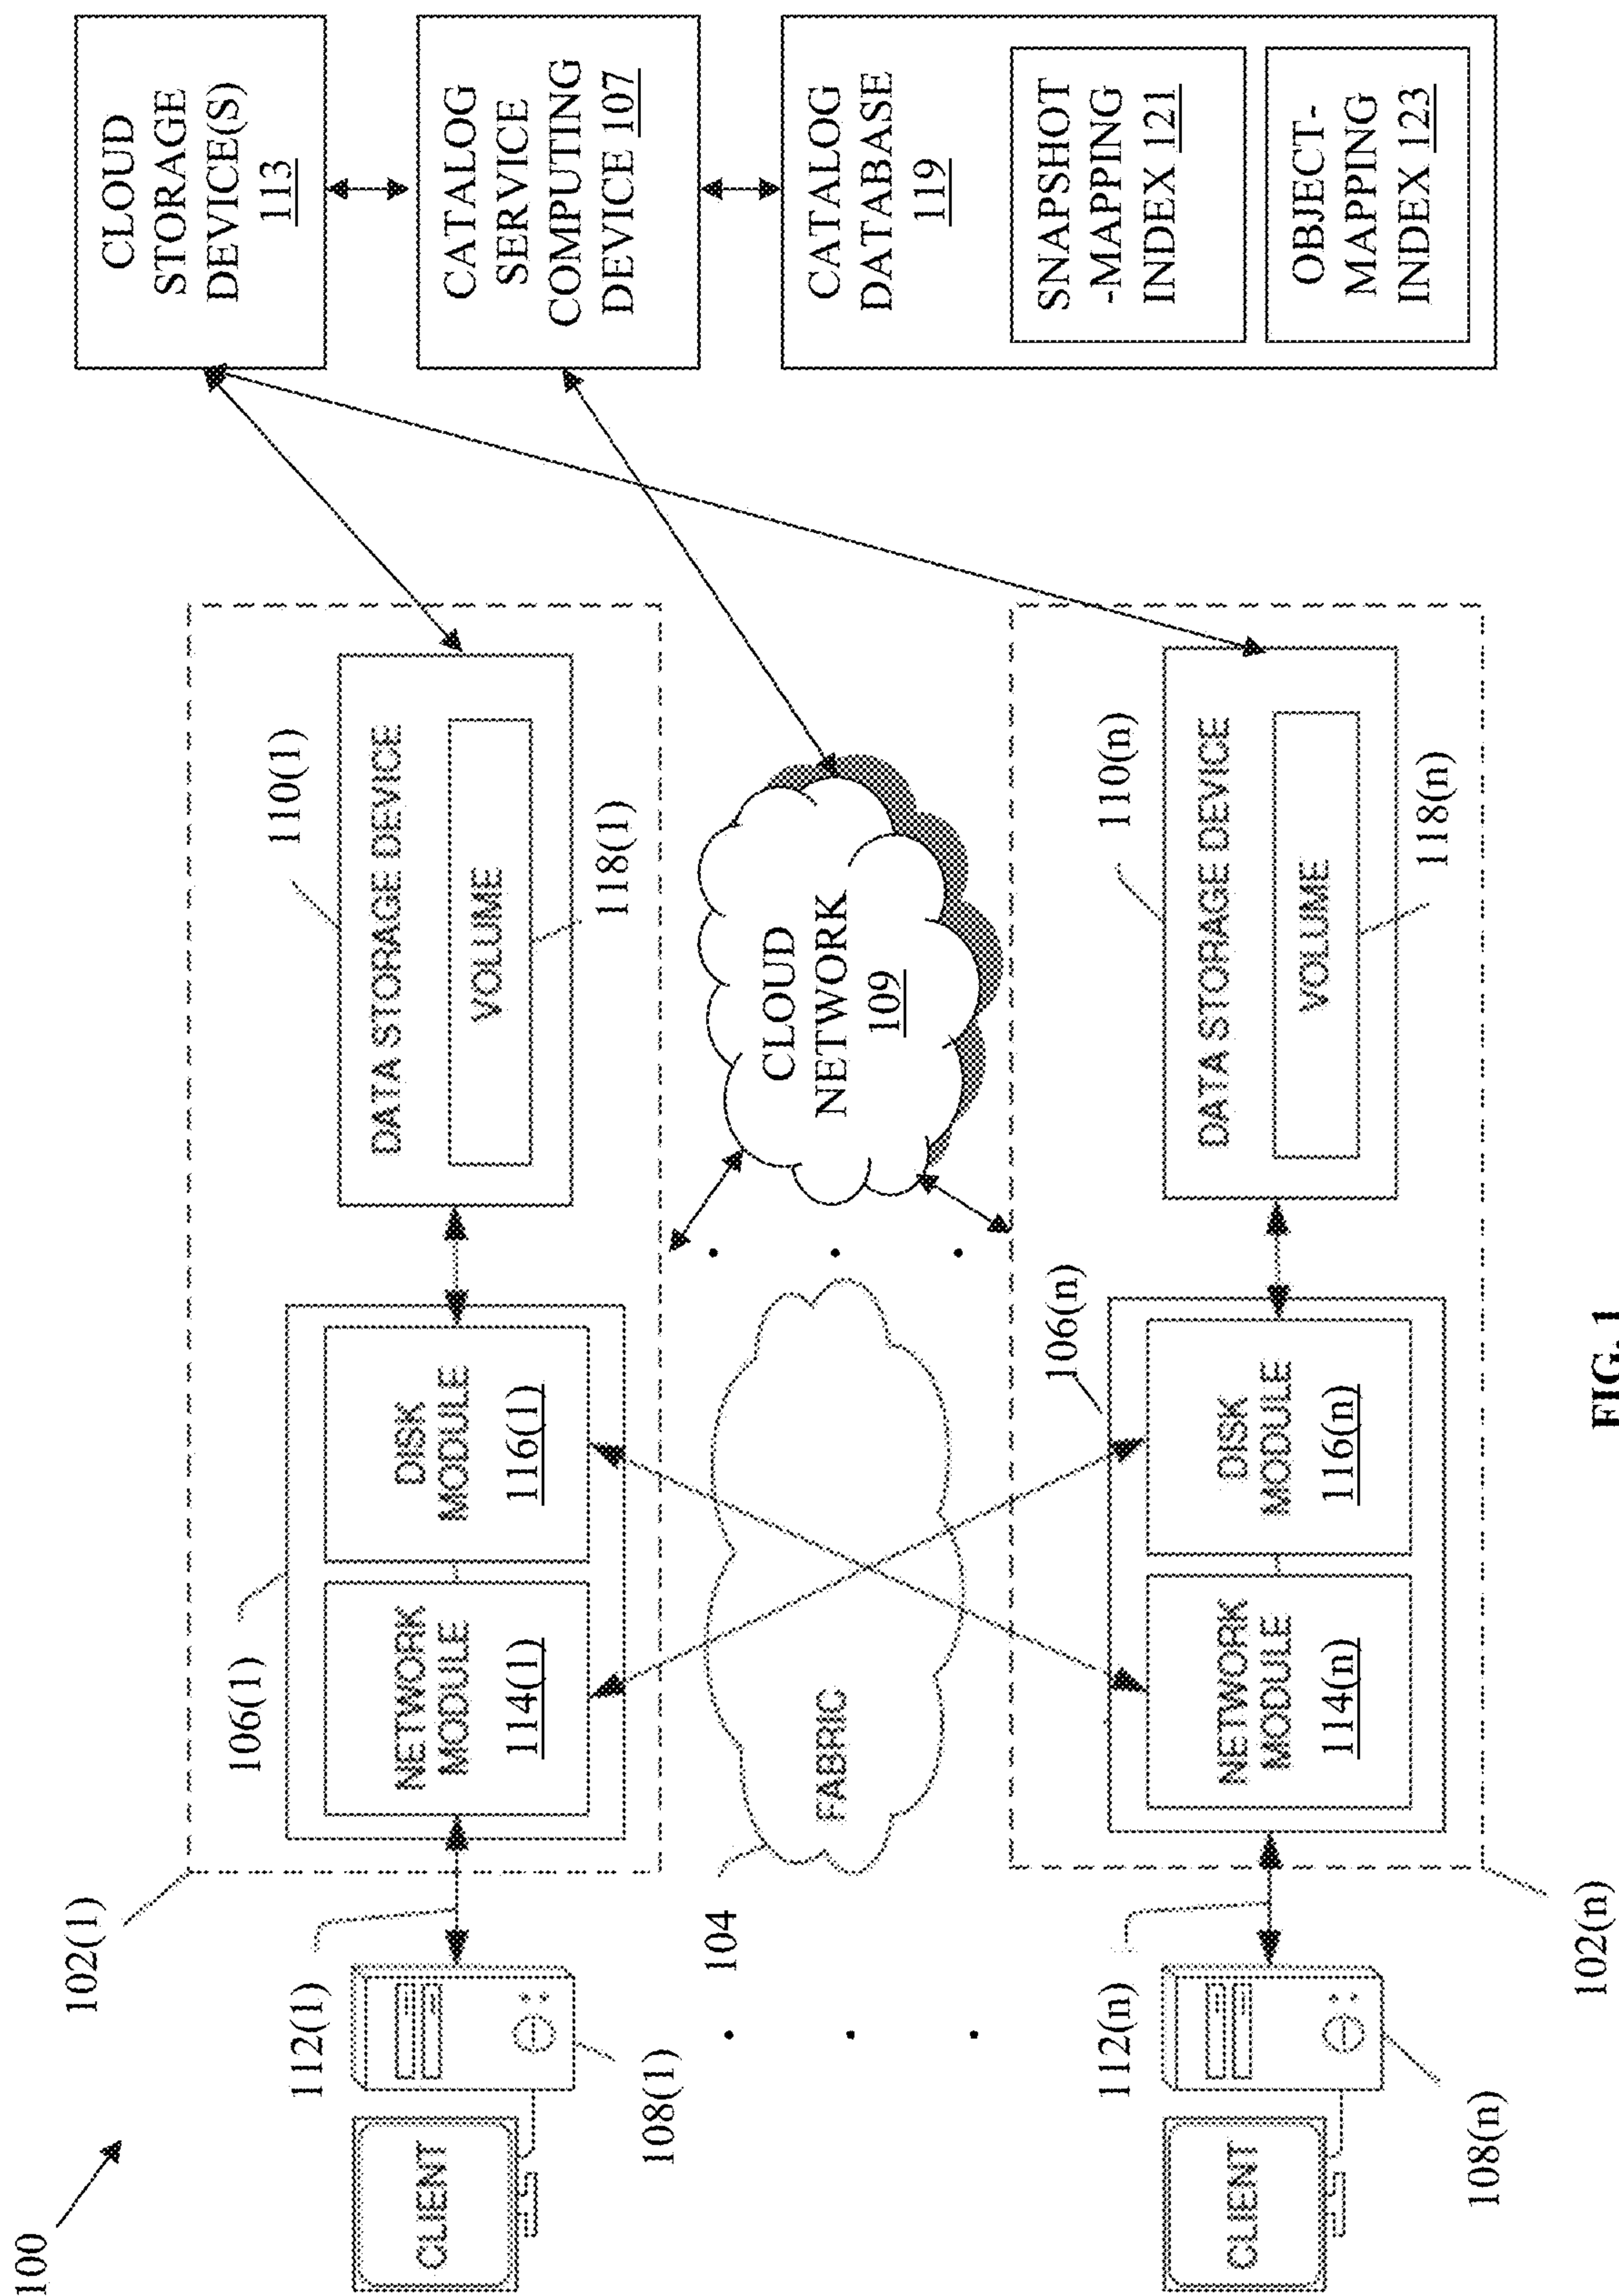 100
102(1)
106(1)
110(1)
112(1)
CLIENT
108(1)
NETWORK
MODULE
114(1)
DISK
MODULE
116(1)
DATA STORAGE DEVICE
VOLUME
118(1)
CLOUD
STORAGE
DEVICE(S)
113
CATALOG
SERVICE
COMPUTING
DEVICE 107
CATALOG
DATABASE
119
SNAPSHOT
-MAPPING
INDEX 121
OBJECT-
MAPPING
INDEX 123
104
FABRIC
CLOUD
NETWORK
109
106(n)
110(n)
112(n)
CLIENT
108(n)
NETWORK
MODULE
114(n)
DISK
MODULE
116(n)
DATA STORAGE DEVICE
VOLUME
118(n)
102(n)
FIG. 1